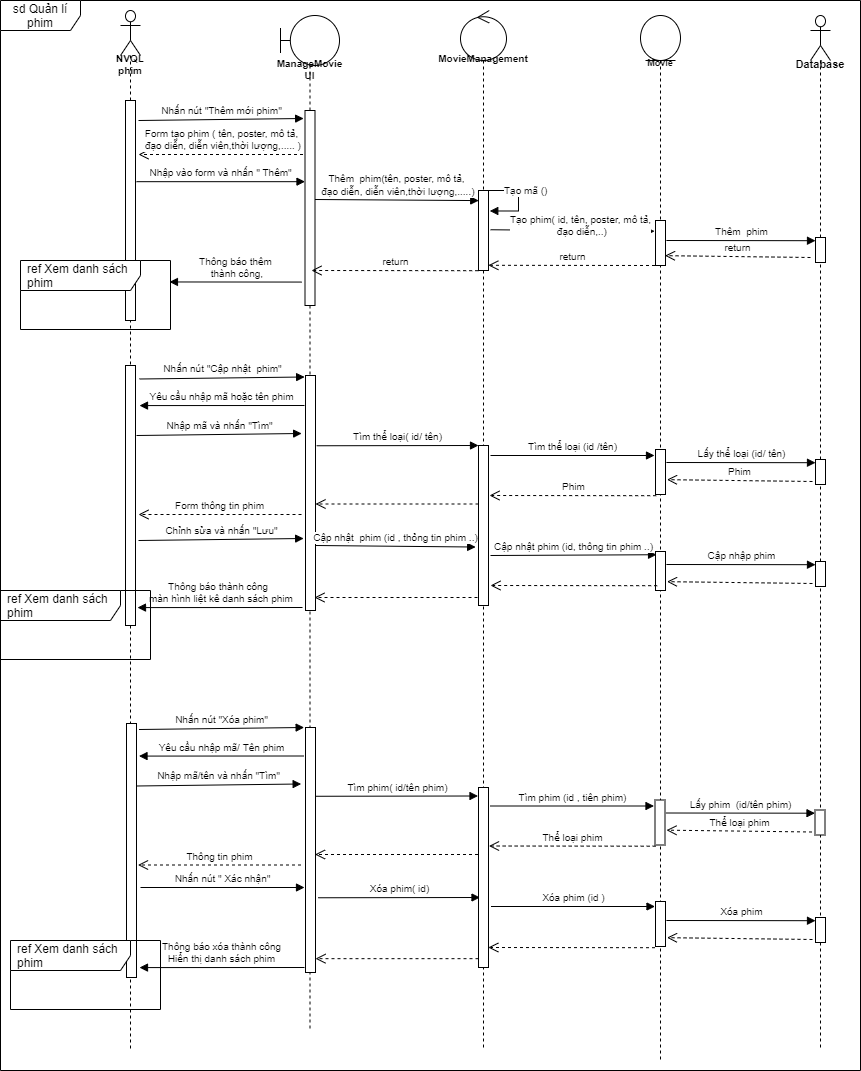 sd Quản lí
phim
NVQL
phim
ManageMovie
UI
MovieManagement
Movie
Database
Nhấn nút "Thêm mới phim"
Form tạo phim ( tên, poster, mô tả,
đạo diễn, diễn viên,thời lượng,..... )
Nhập vào form và nhấn " Thêm"
Thêm  phim(tên, poster, mô tả,
đạo diễn, diễn viên,thời lượng,.....)
Tạo mã ()
Tạo phim( id, tên, poster, mô tả,
đạo diễn,..)
Thêm  phim
return
return
return
Thông báo thêm
thành công,
ref Xem danh sách
phim
Nhấn nút "Cập nhật  phim"
Yêu cầu nhập mã hoặc tên phim
Nhập mã và nhấn "Tìm"
Tìm thể loại( id/ tên)
Tìm thể loại (id /tên)
Lấy thể loại (id/ tên)
Phim
Phim
Form thông tin phim
Chỉnh sửa và nhấn "Lưu"
Cập nhật  phim (id , thông tin phim ..)
Cập nhật phim (id, thông tin phim ..)
Cập nhập phim
Thông báo thành công
màn hình liệt kê danh sách phim
ref Xem danh sách
phim
Nhấn nút "Xóa phim"
Yêu cầu nhập mã/ Tên phim
Nhập mã/tên và nhấn "Tìm"
Tìm phim( id/tên phim)
Tìm phim (id , tiên phim)
Lấy phim  (id/tên phim)
Thể loại phim
Thể loại phim
Thông tin phim
Nhấn nút " Xác nhận"
Xóa phim( id)
Xóa phim (id )
Xóa phim
Thông báo xóa thành công
Hiển thị danh sách phim
ref Xem danh sách
phim